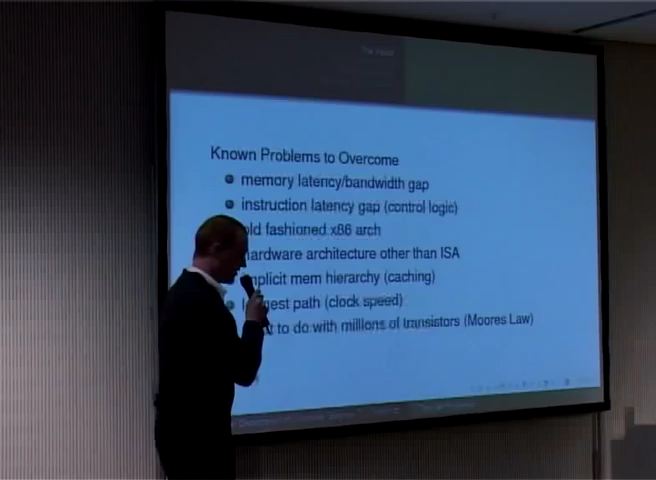 Known Problems to Overcome
memory latency/bandwidth gap
instruction latency gap (control logic)
old fashioned x86 arch
hardware architecture other than ISA
implicit mem hierarchy (caching)
longest path (clock speed)
to do with millions of transistors (Moores Law)